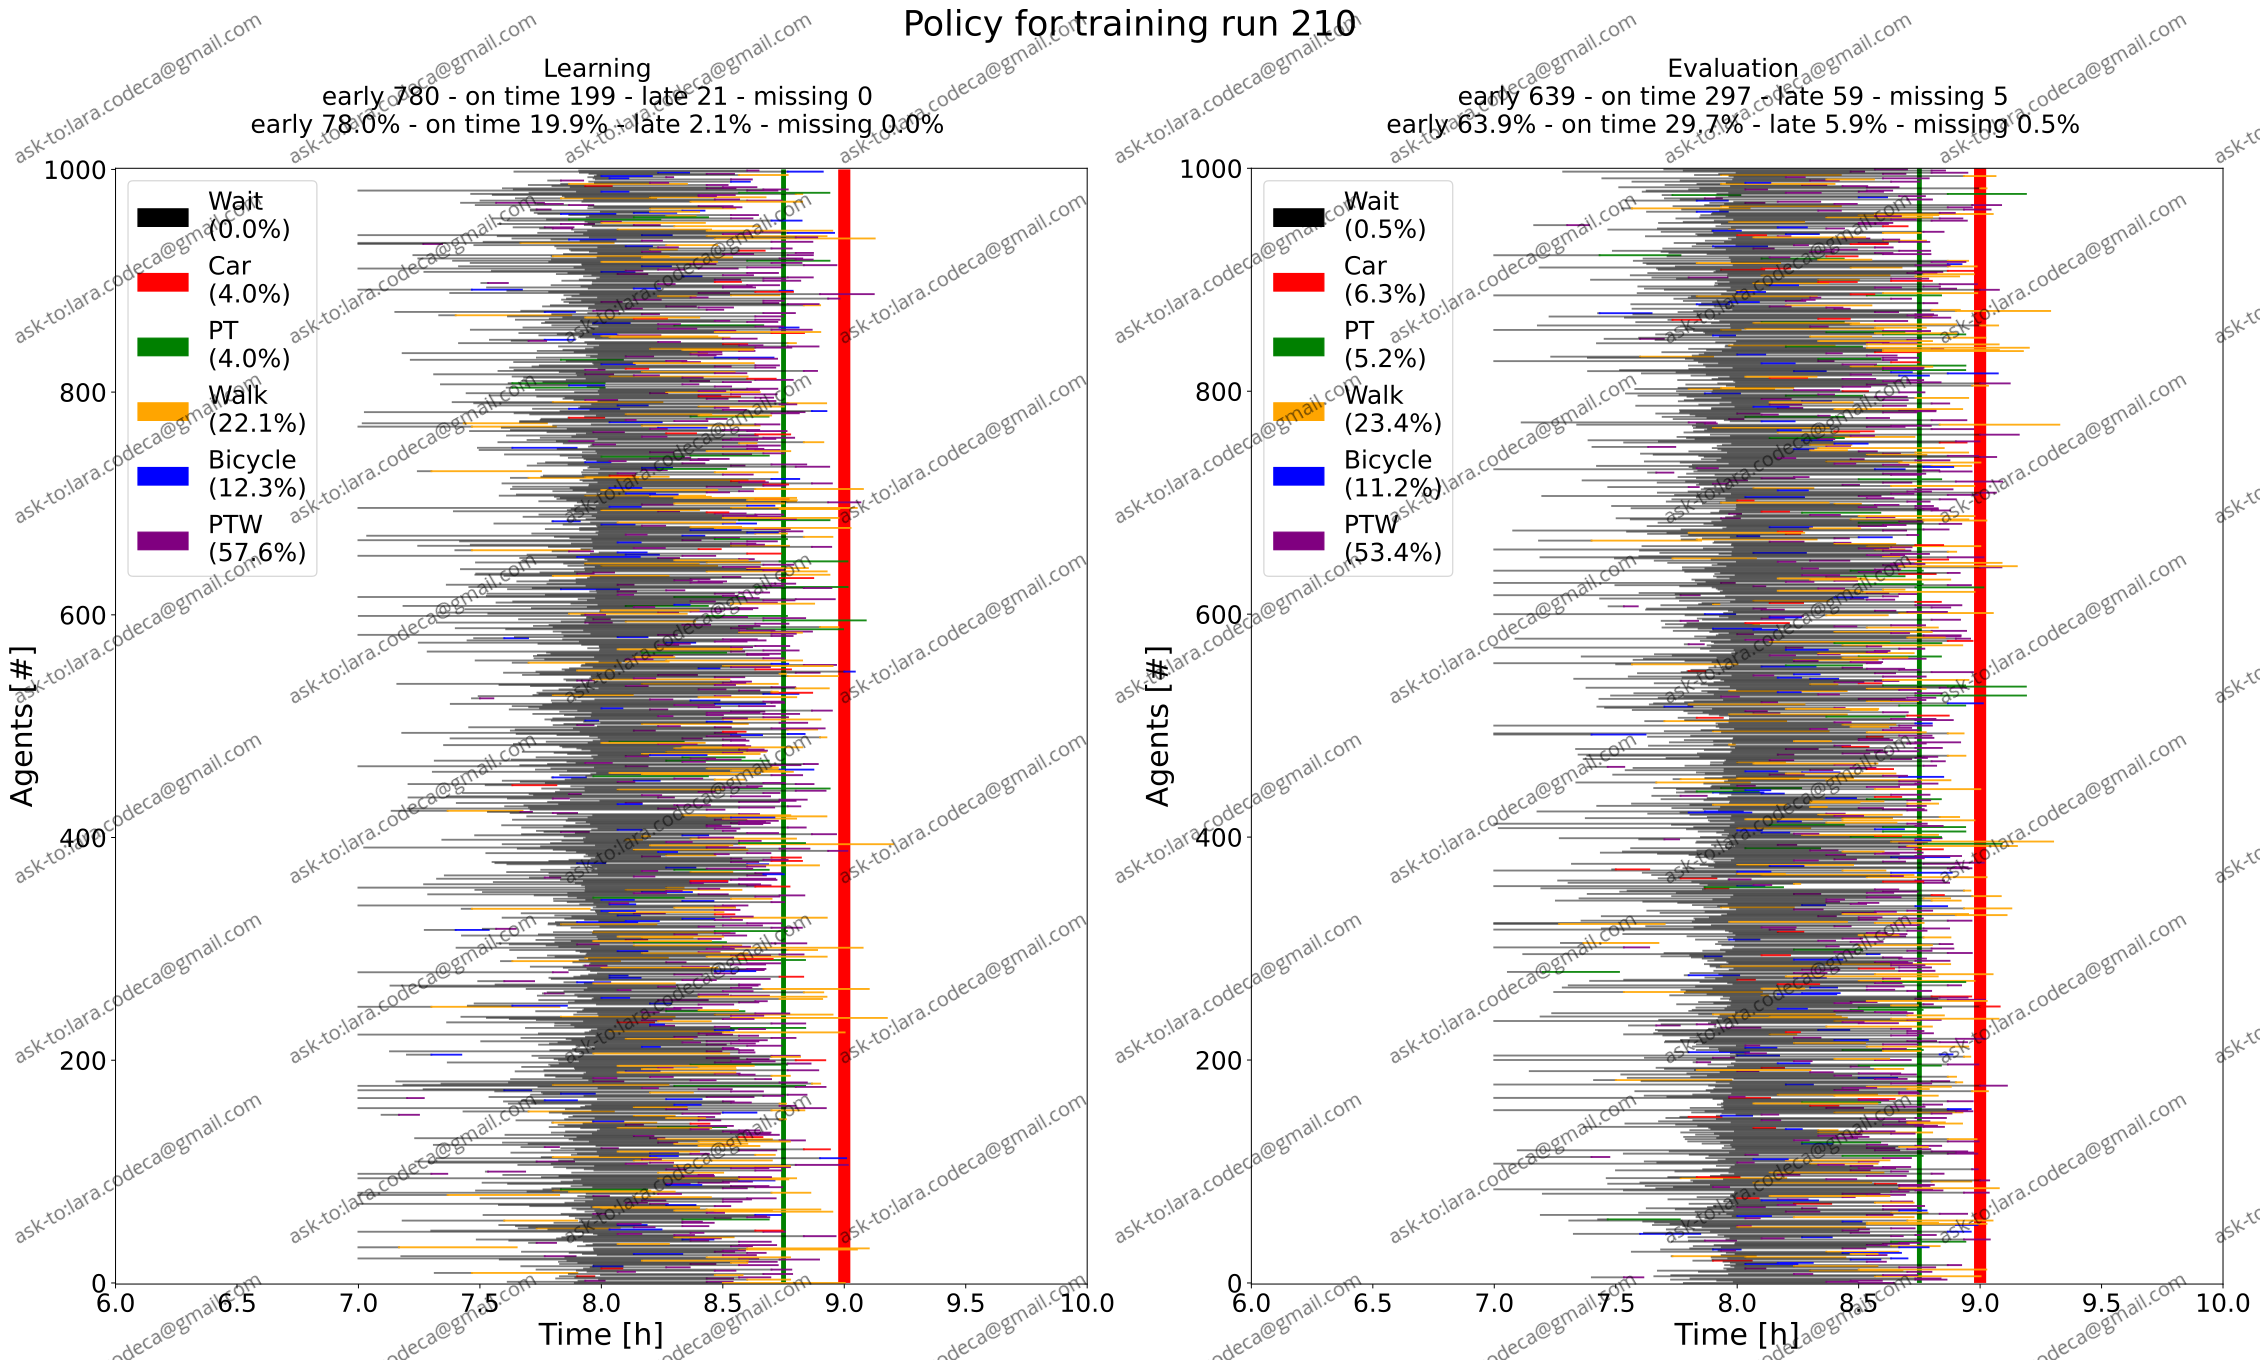 Policy for training run 210
Learning
early 780 - on time 199 - late 21 - missing 0
early 78.0% - on time 19.9% - late 2.1% - missing 0.0%
Agents [#]
1000
800
600
400
200
0
Wait
(0.0%)
Car
(4.0%)
PT
(4.0%)
Walk
(22.1%)
Bicycle
(12.3%)
PTW
(57.6%)
6.0 6.5 7.0 7.5 8.0 8.5 9.0 9.5 10.0
Time [h]
Evaluation
early 639 - on time 297 - late 59 - missing 5
early 63.9% - on time 29.7% - late 5.9% - missing 0.5%
Agents [#]
1000
800
600
400
200
0
Wait
(0.5%)
Car
(6.3%)
PT
(5.2%)
Walk
(23.4%)
Bicycle
(11.2%)
PTW
(53.4%)
6.0 6.5 7.0 7.5 8.0 8.5 9.0 9.5 10.0
Time [h]
ask-to:lara.codeca@gmail.com